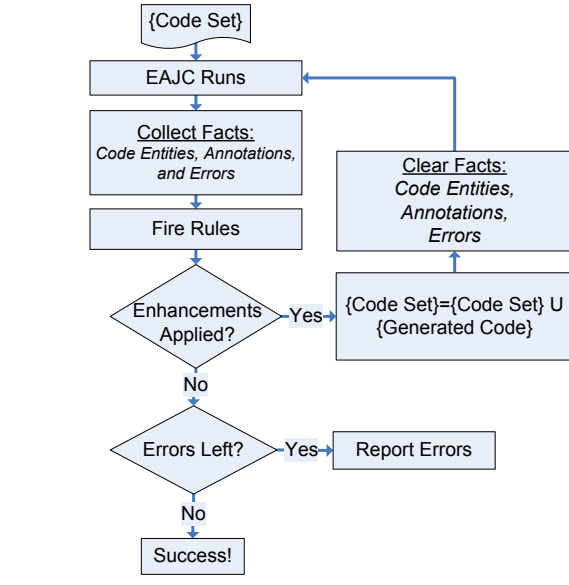 {Code Set}
EAJC Runs
Collect Facts:
Code Entities, Annotations,
and Errors
Fire Rules
Enhancements
Applied?
Yes
{Code Set}={Code Set} U
{Generated Code}
Clear Facts:
Code Entities,
Annotations,
Errors
No
Errors Left?
Yes
Report Errors
No
Success!